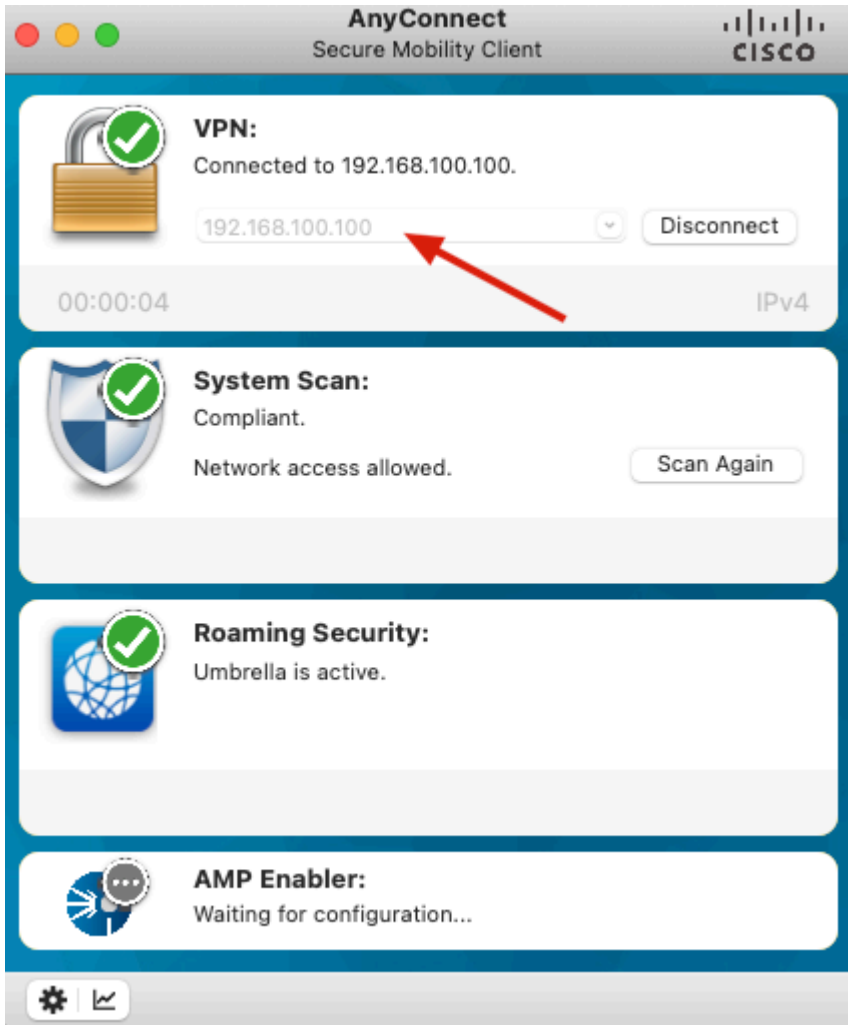 AnyConnect
Secure Mobility Client
CISCO
VPN:
Connected to 192.168.100.100.
192.168.100.100
Disconnect
00:00:04
IPv4
System Scan:
Compliant.
Network access allowed.
Scan Again
Roaming Security:
Umbrella is active.
AMP Enabler:
Waiting for configuration...